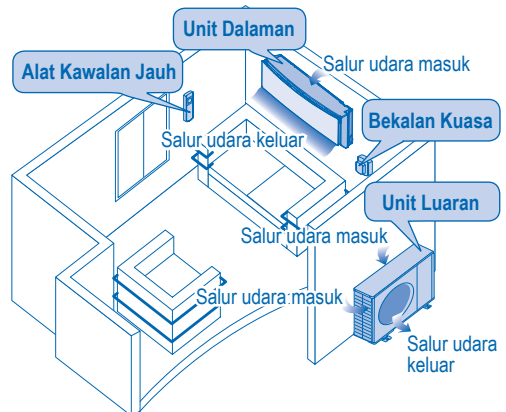 Unit Dalaman
Alat Kawalan Jauh
Salur udara masuk
Bekalan Kuasa
Salur udara keluar
Unit Luaran
Salur udara masuk
Salur udara masuk
Salur udara
keluar